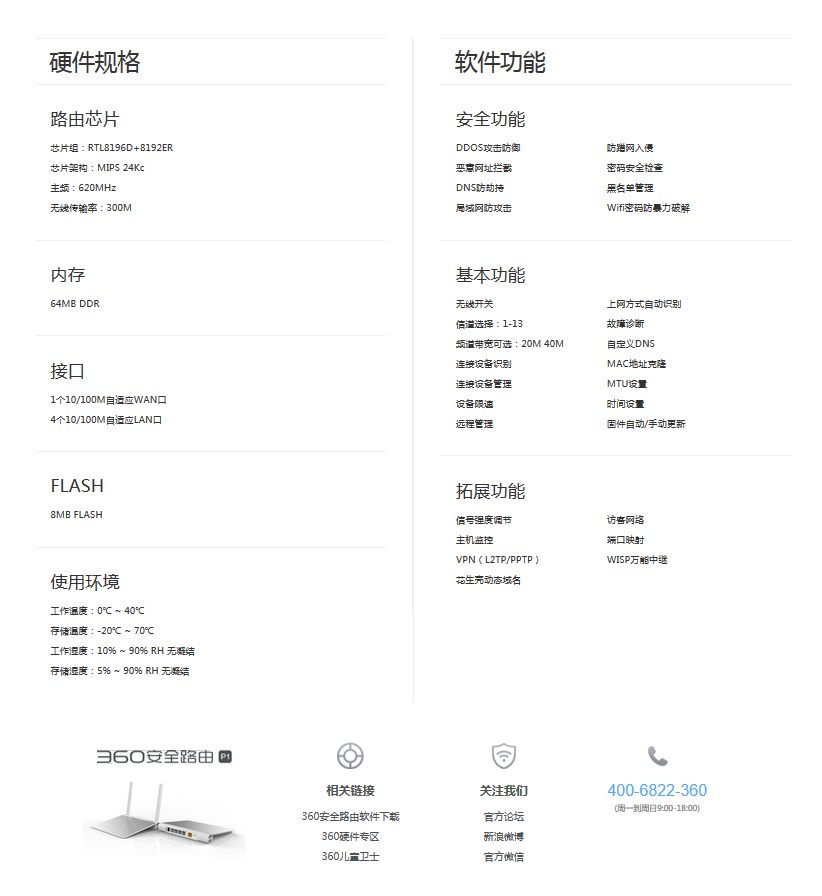 硬件规格
路由芯片
芯片组：RTL8196D+8192ER
芯片架构：MIPS 24Kc
主频：620MHz
无线传输率：300M
内存
64MB DDR
接口
1个10/100M自适应WAN口
4个10/100M自适应LAN口
FLASH
8MB FLASH
使用环境
工作温度：0℃ ~ 40℃
存储温度：-20℃ ~ 70℃
工作湿度：10% ~ 90% RH 无凝结
存储湿度：5% ~ 90% RH 无凝结
软件功能
安全功能
DDOS攻击防御 防蹭网入侵
恶意网址拦截 密码安全检查
DNS防劫持 黑名单管理
局域网防攻击 Wifi密码防暴力破解
基本功能
无线开关 上网方式自动识别
信道选择：1-13 故障诊断
频道带宽可选：20M 40M 自定义DNS
连接设备识别 MAC地址克隆
连接设备管理 MTU设置
设备限速 时间设置
远程管理 固件自动/手动更新
拓展功能
信号强度调节 访客网络
主机监控 端口映射
VPN（L2TP/PPTP） WISP万能中继
花生壳动态域名
360安全路由 P1
相关链接
360安全路由软件下载
360硬件专区
360儿童卫士
关注我们
官方论坛
新浪微博
官方微信
400-6822-360
(周一到周日9:00-18:00)